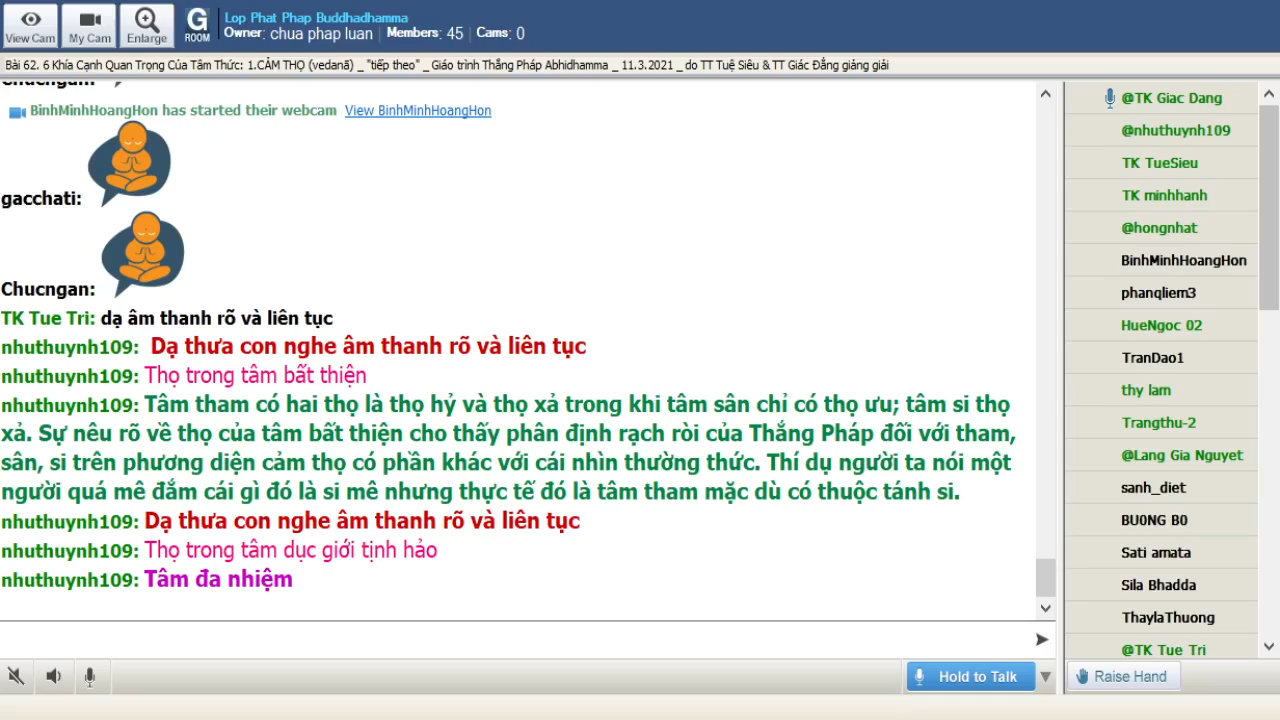 View Cam
My Cam
Enlarge
G
ROOM
Lop Phat Phap Buddhadhamma
Owner: chua phap luan | Members: 45 | Cams: 0
Bài 62. 6 Khía Cạnh Quan Trọng Của Tâm Thức: 1.CẢM THỌ (vedanā) _ "tiếp theo" _ Giáo trình Thắng Pháp Abhidhamma _ 11.3.2021 _ do TT Tuệ Siêu & TT Giác Đẳng giảng giải
Chucngan:
BinhMinhHoangHon has started their webcam View BinhMinhHoangHon
gacchati:
Chucngan:
TK Tue Tri: dạ âm thanh rõ và liên tục
nhuthuynh109: Dạ thưa con nghe âm thanh rõ và liên tục
nhuthuynh109: Thọ trong tâm bất thiện
nhuthuynh109: Tâm tham có hai thọ là thọ hỷ và thọ xả trong khi tâm sân chỉ có thọ ưu; tâm si thọ
xả. Sự nêu rõ về thọ của tâm bất thiện cho thấy phân định rạch ròi của Thắng Pháp đối với tham,
sân, si trên phương diện cảm thọ có phần khác với cái nhìn thường thức. Thí dụ người ta nói một
người quá mê đắm cái gì đó là si mê nhưng thực tế đó là tâm tham mặc dù có thuộc tánh si.
nhuthuynh109: Dạ thưa con nghe âm thanh rõ và liên tục
nhuthuynh109: Thọ trong tâm dục giới tịnh hảo
nhuthuynh109: Tâm đa nhiệm
@TK Giac Dang
@nhuthuynh109
TK TueSieu
TK minhhanh
@hongnhat
BinhMinhHoangHon
phanqliem3
HueNgoc 02
TranDao1
thy lam
Trangthu-2
@Lang Gia Nguyet
sanh_diet
BU0NG B0
Sati amata
Sila Bhadda
ThaylaThuong
@TK Tue Tri
Hold to Talk
Raise Hand